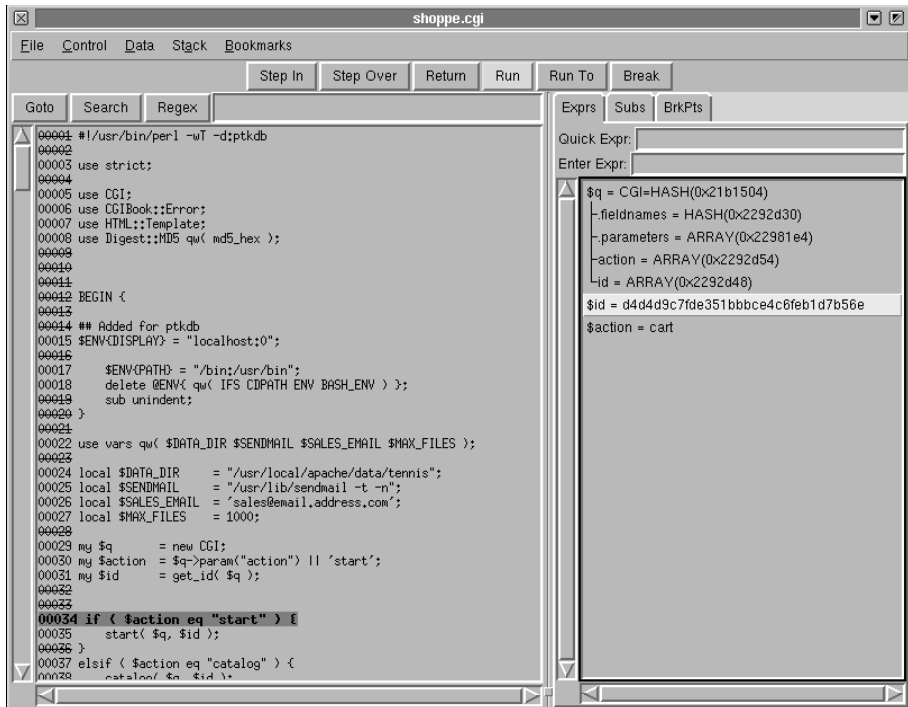 shoppe.cgi
File Control Data Stack Bookmarks
Step In Step Over Return Run Run To Break
Goto Search Regex
00001 #!/usr/bin/perl -wT -d:ptkdb
00002
00003 use strict;
00004
00005 use CGI;
00006 use CGIBook::Error;
00007 use HTML::Template;
00008 use Digest::MD5 qw( md5_hex );
00009
00010
00011
00012 BEGIN {
00013
00014 ## Added for ptkdb
00015 $ENV{DISPLAY} = "localhost:0";
00016
00017     $ENV{PATH} = "/bin:/usr/bin";
00018     delete @ENV{ qw( IFS CDPATH ENV BASH_ENV ) };
00019     sub unindent;
00020 }
00021
00022 use vars qw( $DATA_DIR $SENDMAIL $SALES_EMAIL $MAX_FILES );
00023
00024 local $DATA_DIR    = "/usr/local/apache/data/tennis";
00025 local $SENDMAIL    = "/usr/lib/sendmail -t -n";
00026 local $SALES_EMAIL = 'sales@email.address.com';
00027 local $MAX_FILES   = 1000;
00028
00029 my $q       = new CGI;
00030 my $action  = $q->param("action") || 'start';
00031 my $id      = get_id( $q );
00032
00033
00034 if ( $action eq "start" ) {
00035     start( $q, $id );
00036 }
00037 elsif ( $action eq "catalog" ) {
00038     catalog( $q, $id );
Exprs Subs BrkPts
Quick Expr:
Enter Expr:
$q = CGI=HASH(0x21b1504)
.fieldnames = HASH(0x2292d30)
.parameters = ARRAY(0x22981e4)
action = ARRAY(0x2292d54)
id = ARRAY(0x2292d48)
$id = d4d4d9c7fde351bbbce4c6feb1d7b56e
$action = cart